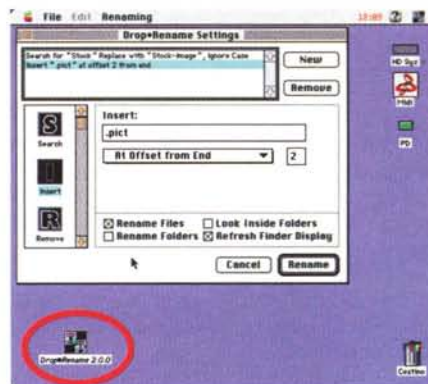 File Edit Renaming
Drop•Rename Settings
Search for "Stock" Replace with "Stock-Image", Ignore Case
Insert ".pict" at offset 2 from end
New
Remove
Search
Insert
Remove
Insert:
.pict
At Offset from End
2
Rename Files
Look Inside Folders
Rename Folders
Refresh Finder Display
Cancel
Rename
PD
Drop•Rename 2.0.0
Cestino